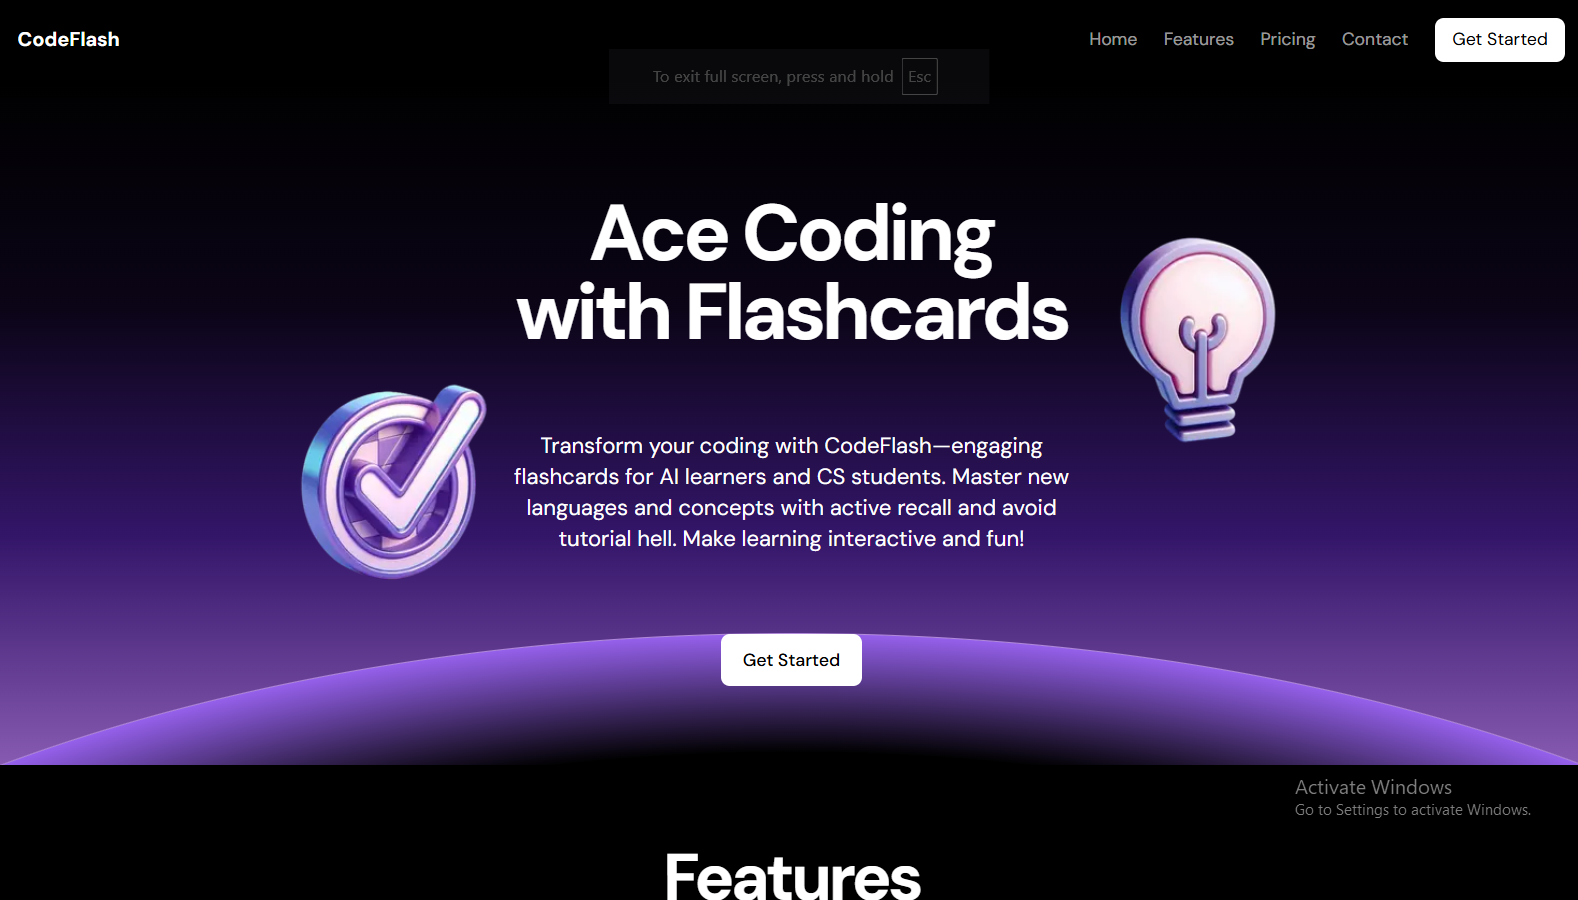 CodeFlash
Home Features Pricing Contact Get Started
To exit full screen, press and hold Esc
Ace Coding
with Flashcards
Transform your coding with CodeFlash—engaging
flashcards for AI learners and CS students. Master new
languages and concepts with active recall and avoid
tutorial hell. Make learning interactive and fun!
Get Started
Activate Windows
Go to Settings to activate Windows.
Features